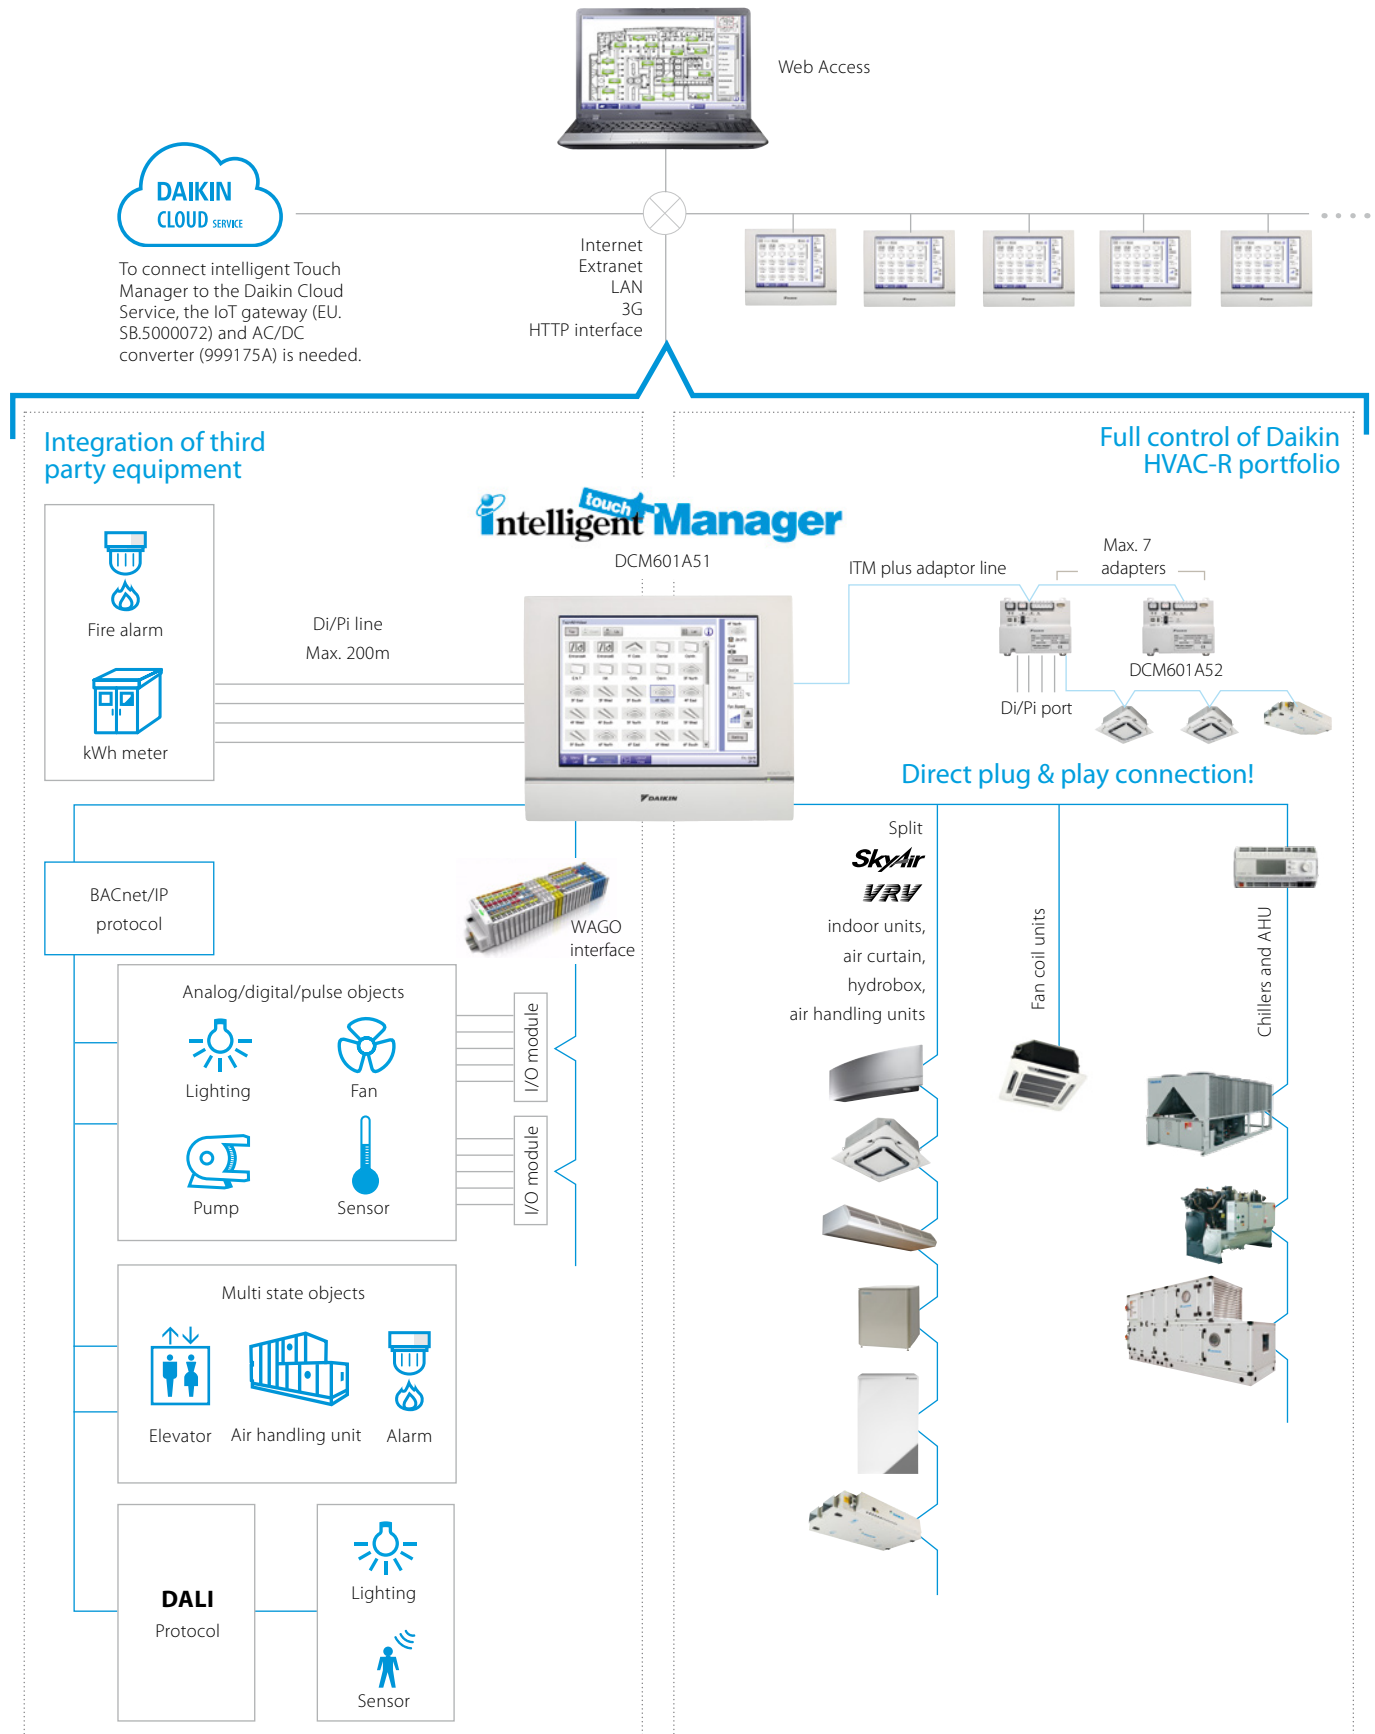 Web Access
DAIKIN
CLOUD SERVICE
To connect intelligent Touch
Manager to the Daikin Cloud
Service, the IoT gateway (EU.
SB.5000072) and AC/DC
converter (999175A) is needed.
Internet
Extranet
LAN
3G
HTTP interface
Integration of third
party equipment
Full control of Daikin
HVAC-R portfolio
intelligent touch Manager
DCM601A51
Fire alarm
kWh meter
Di/Pi line
Max. 200m
DAIKIN
ITM plus adaptor line
Max. 7
adapters
DCM601A52
Di/Pi port
Direct plug & play connection!
BACnet/IP
protocol
WAGO
interface
Split
SkyAir
VRV
indoor units,
air curtain,
hydrobox,
air handling units
Fan coil units
Chillers and AHU
Analog/digital/pulse objects
Lighting
Fan
Pump
Sensor
I/O module
I/O module
Multi state objects
Elevator
Air handling unit
Alarm
DALI
Protocol
Lighting
Sensor